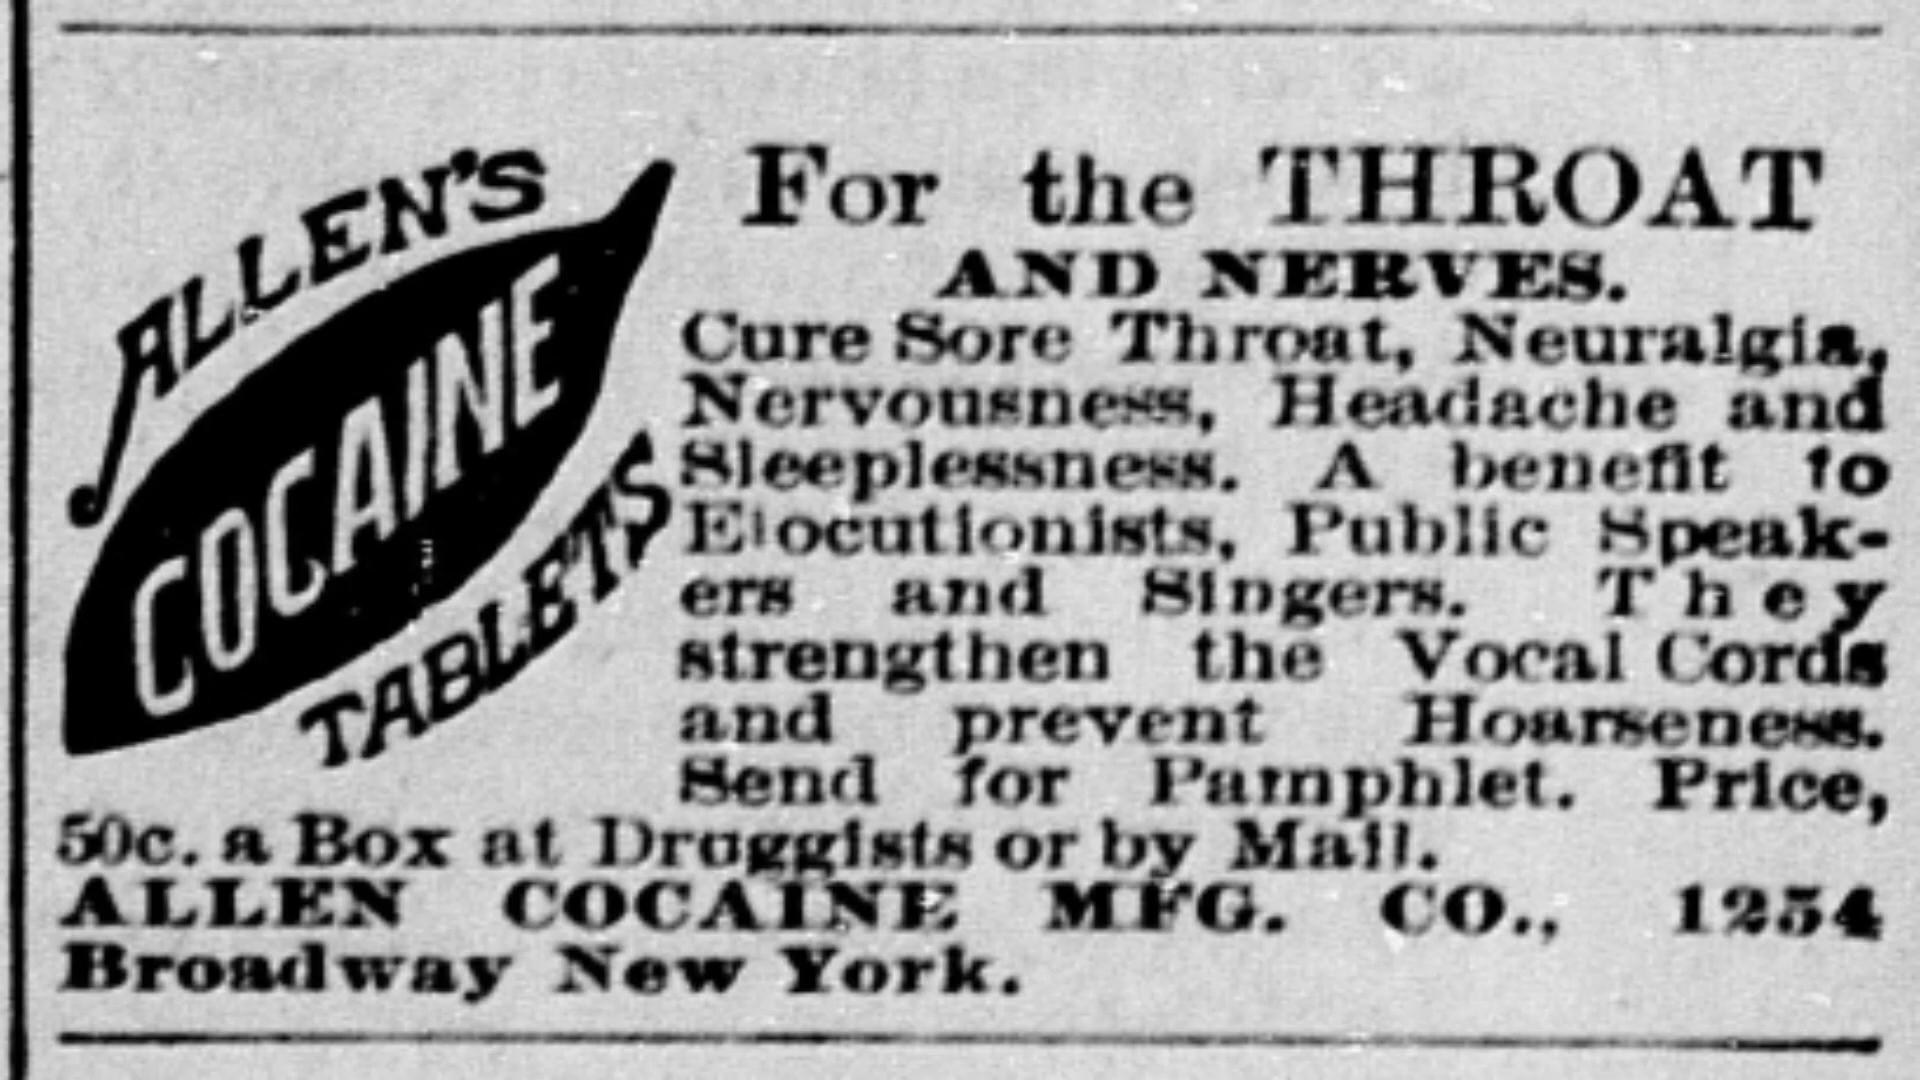 ALLEN'S
COCAINE
TABLETS
For the THROAT
AND NERVES.
Cure Sore Throat, Neuralgia,
Nervousness, Headache and
Sleeplessness. A benefit to
Elocutionists, Public Speak-
ers and Singers. They
strengthen the Vocal Cords
and prevent Hoarseness.
Send for Pamphlet. Price,
50c. a Box at Druggists or by Mail.
ALLEN COCAINE MFG. CO., 1254
Broadway New York.